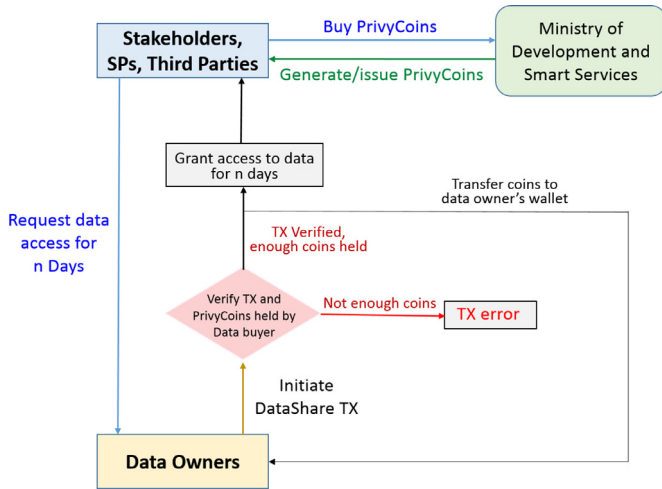 Stakeholders,
SPs, Third Parties
Buy PrivyCoins
Generate/issue PrivyCoins
Ministry of
Development and
Smart Services
Grant access to data
for n days
Transfer coins to
data owner's wallet
Request data
access for
n Days
TX Verified,
enough coins held
Verify TX and
PrivyCoins held by
Data buyer
Not enough coins
TX error
Initiate
DataShare TX
Data Owners